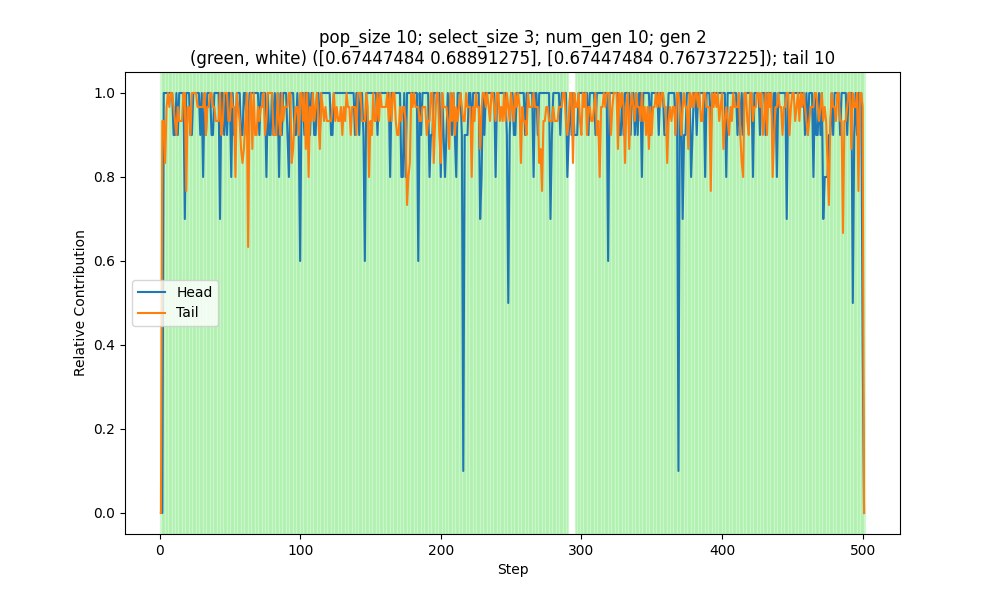 pop_size 10; select_size 3; num_gen 10; gen 2
(green, white) ([0.67447484 0.68891275], [0.67447484 0.76737225]); tail 10
1.0
0.8
0.6
0.4
0.2
0.0
Relative Contribution
Head
Tail
0
100
200
300
400
500
Step